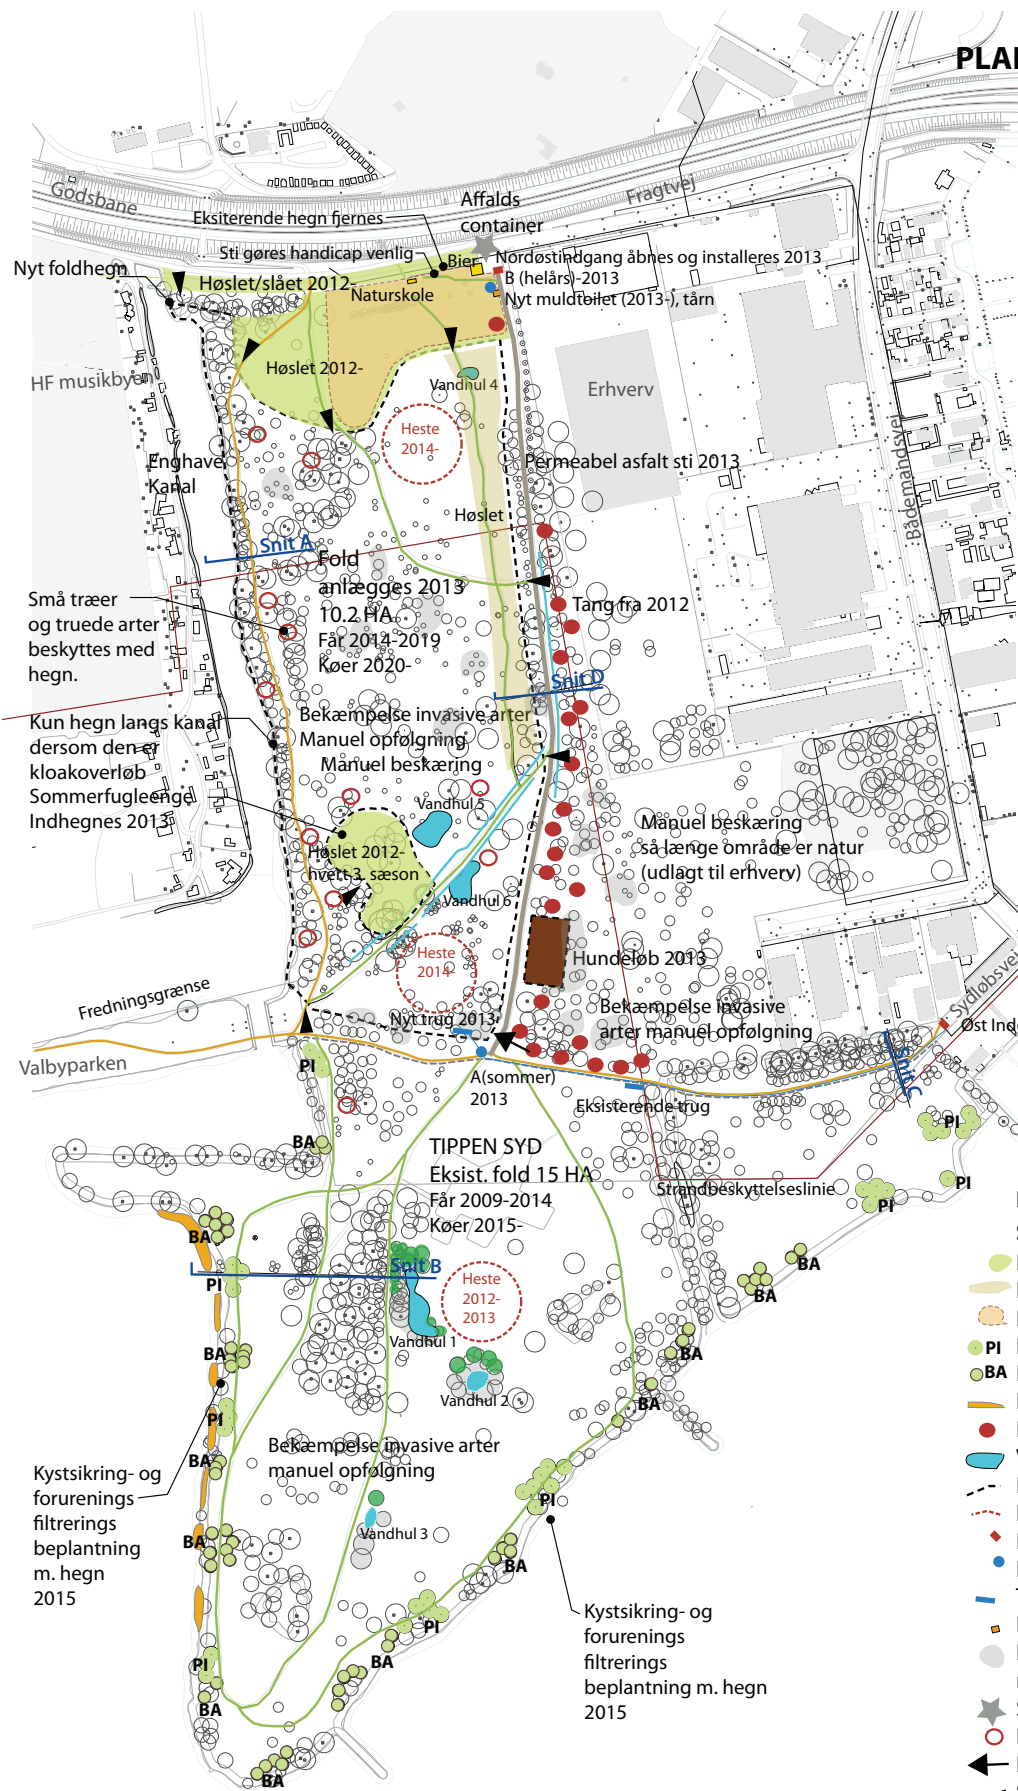 PLAN
Godsbane
Fragtvej
Affalds
container
Eksiterende hegn fjernes
Sti gøres handicap venlig
Bier
Nordøstindgang åbnes og installeres 2013
B (helårs)-2013
Nyt muldtoilet (2013-), tårn
Nyt foldhegn
Høslet/slået 2012-
Naturskole
HF musikbyen
Høslet 2012-
Vandhul 4
Erhverv
Heste
2014-
Enghave
Kanal
Permeabel asfalt sti 2013
Bådemandsvej
Høslet
Snit A
Fold
anlægges 2013
10.2 HA
Får 2014-2019
Køer 2020-
Små træer
og truede arter
beskyttes med
hegn.
Tang fra 2012
Snit D
Kun hegn langs kanal
dersom den er
kloakoverløb
Sommerfugleenge
Indhegnes 2013
Bekæmpelse invasive arter
Manuel opfølgning
Manuel beskæring
Vandhul 5
Høslet 2012-
hvert 3. sæson
Manuel beskæring
så længe område er natur
(udlagt til erhverv)
Vandhul 6
Heste
2014-
Hundeløb 2013
Sydløbsvej
Fredningsgrænse
Nyt trug 2013
Bekæmpelse invasive
arter manuel opfølgning
Øst Ind
Valbyparken
PI
A(sommer)
2013
Eksisterende trug
Snit C
PI
BA
TIPPEN SYD
Eksist. fold 15 HA
Får 2009-2014
Køer 2015-
Strandbeskyttelseslinie
PI
PI
BA
Snit B
PI
Heste
2012-
2013
BA
BA
Vandhul 1
BA
BA
PI
BA
Vandhul 2
BA
PI
Bekæmpelse invasive arter
manuel opfølgning
BA
Kystsikring- og
forurenings
filtrerings
beplantning
m. hegn
2015
PI
Vandhul 3
BA
BA
Kystsikring- og
forurenings
filtrerings
beplantning m. hegn
2015
PI
BA
PI
BA
BA